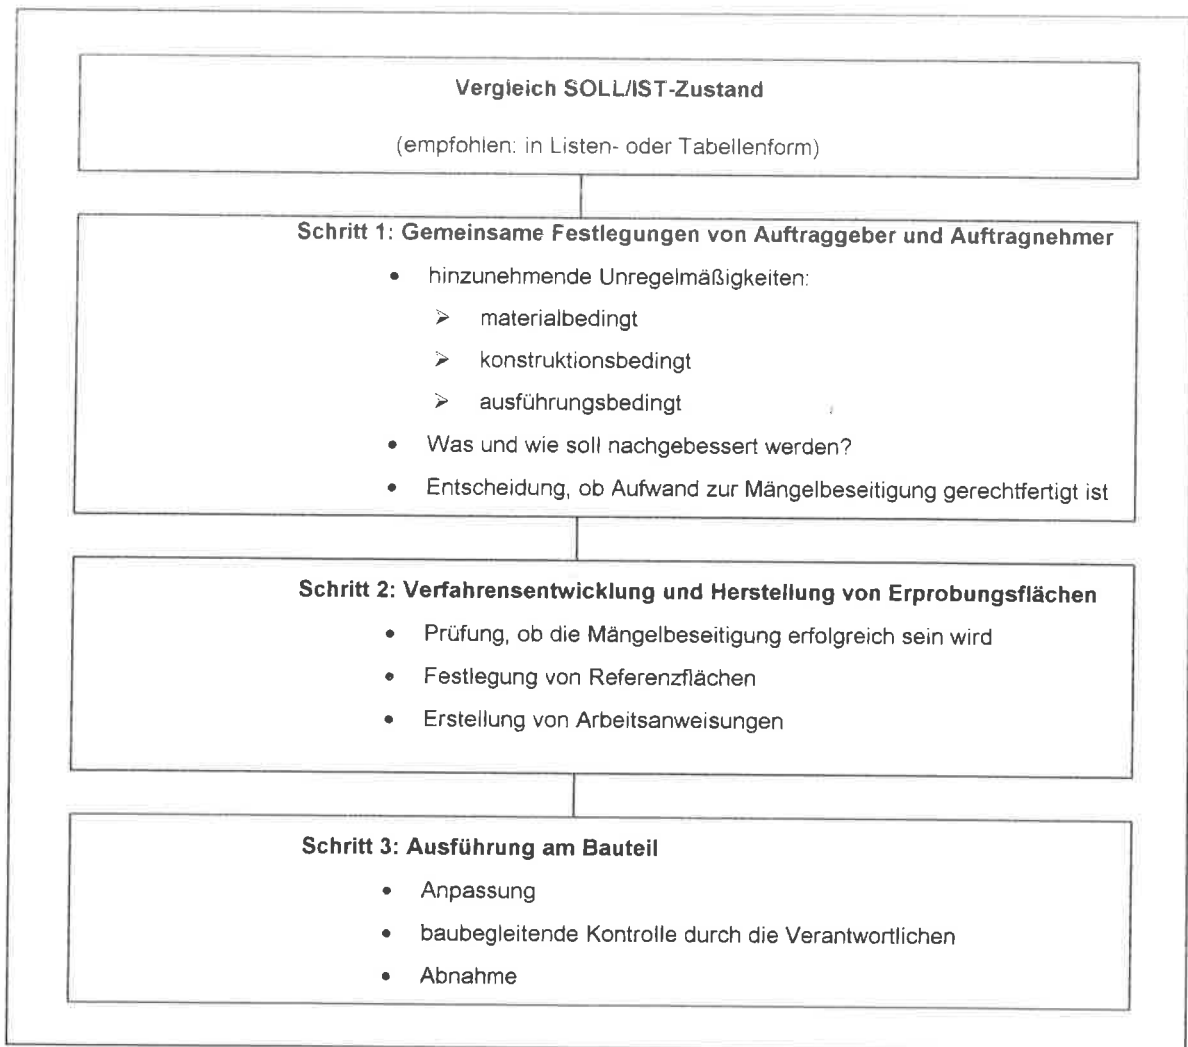 Vergleich SOLL/IST-Zustand
(empfohlen: in Listen- oder Tabellenform)
Schritt 1: Gemeinsame Festlegungen von Auftraggeber und Auftragnehmer
• hinzunehmende Unregelmäßigkeiten:
➢ materialbedingt
➢ konstruktionsbedingt
➢ ausführungsbedingt
• Was und wie soll nachgebessert werden?
• Entscheidung, ob Aufwand zur Mängelbeseitigung gerechtfertigt ist
Schritt 2: Verfahrensentwicklung und Herstellung von Erprobungsflächen
• Prüfung, ob die Mängelbeseitigung erfolgreich sein wird
• Festlegung von Referenzflächen
• Erstellung von Arbeitsanweisungen
Schritt 3: Ausführung am Bauteil
• Anpassung
• baubegleitende Kontrolle durch die Verantwortlichen
• Abnahme